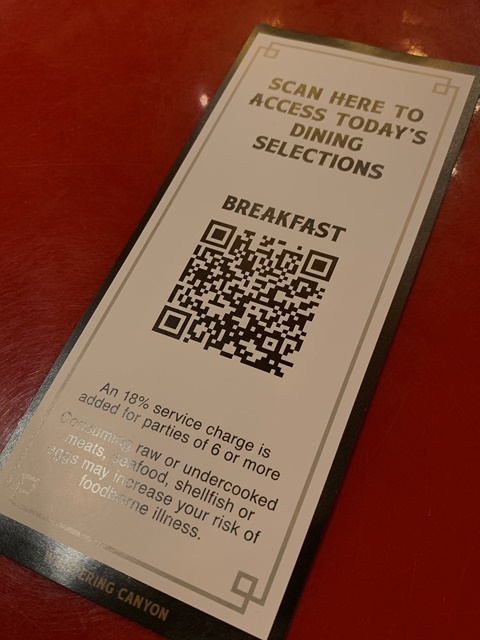 SCAN HERE TO
ACCESS TODAY'S
DINING
SELECTIONS
BREAKFAST
An 18% service charge is
added for parties of 6 or more
Consuming raw or undercooked
meats, seafood, shellfish or
eggs may increase your risk of
foodborne illness.
CANYON